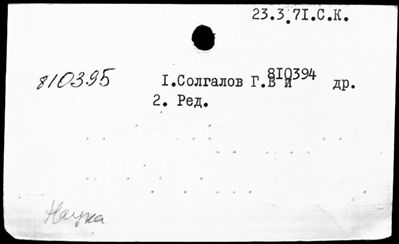 23.3.71.С.К.
810394
810395 I.Солгалов Г.В и др.
2. Ред.
Наука